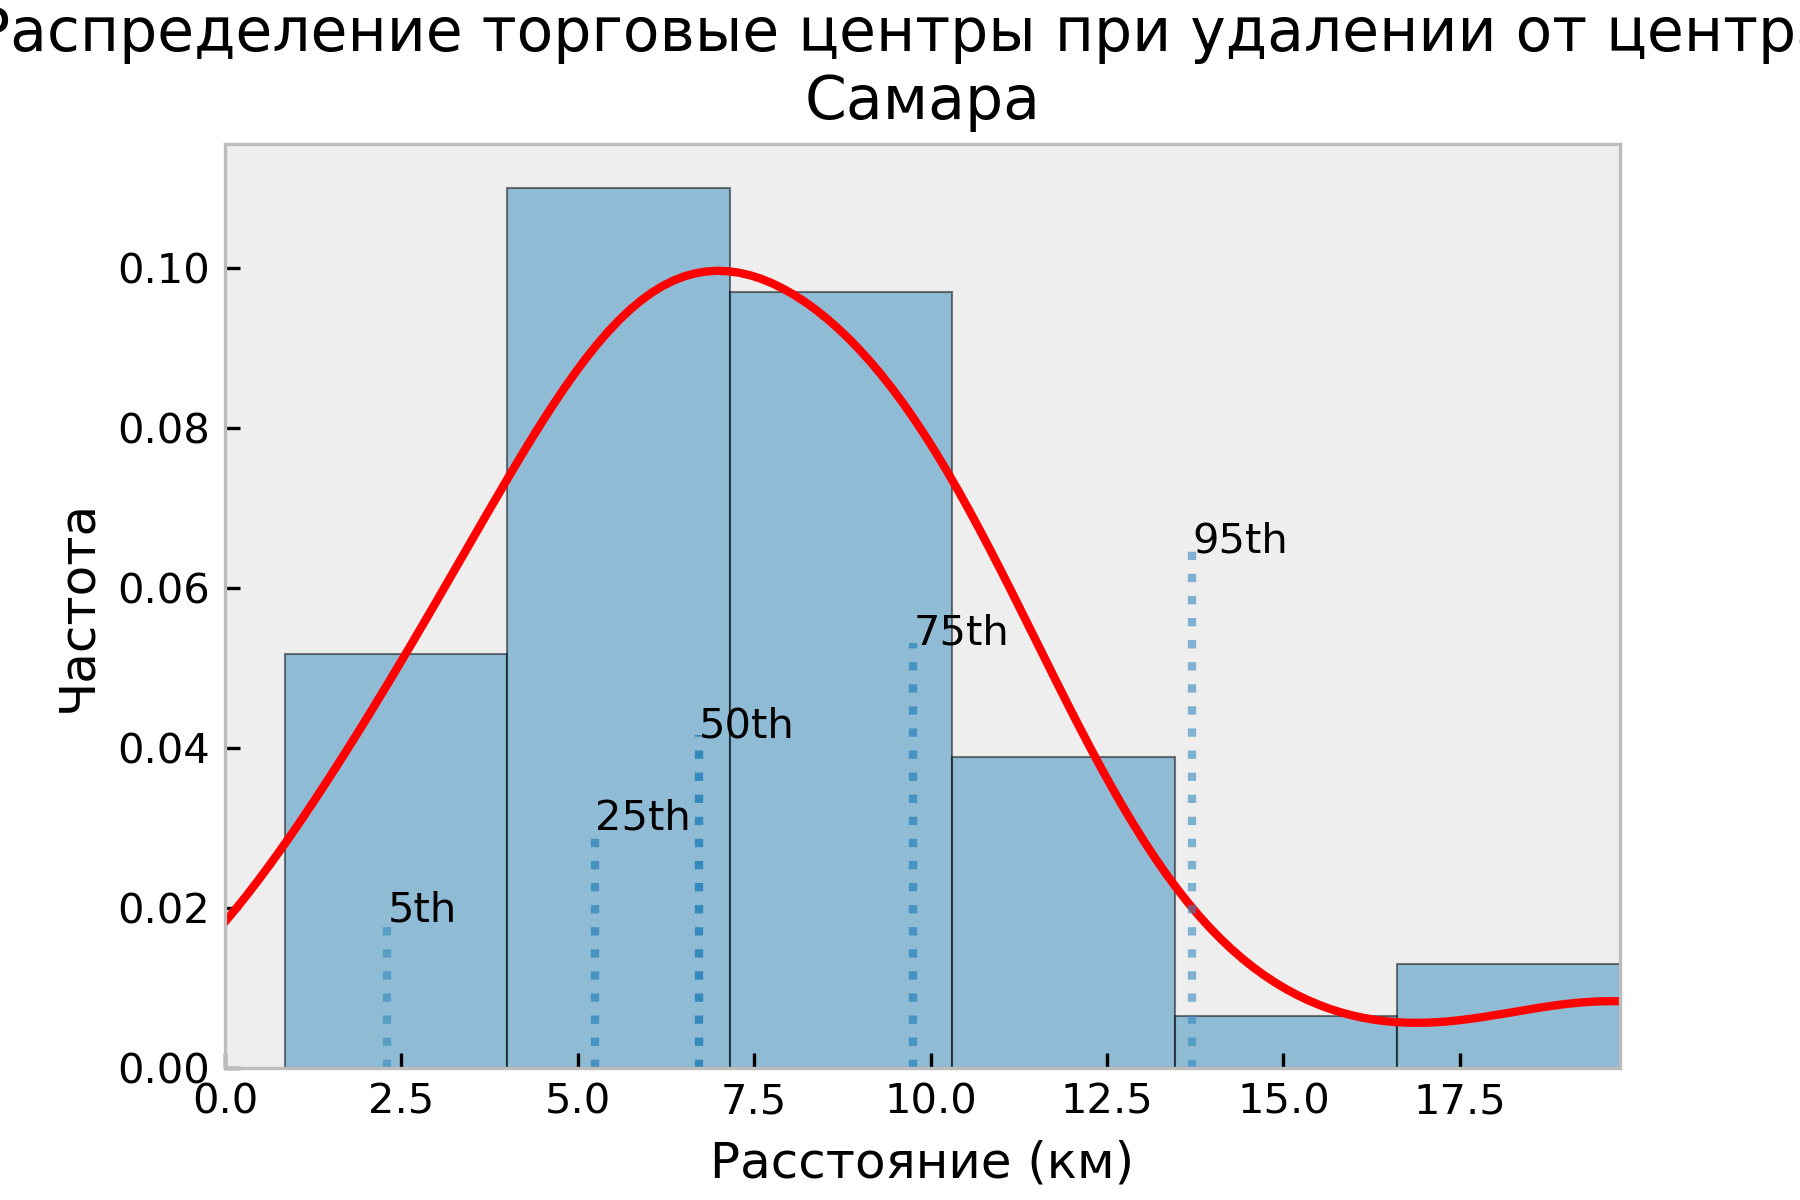 Распределение торговые центры при удалении от центра
Самара
0.10
0.08
0.06
0.04
0.02
0.00
Частота
95th
75th
50th
25th
5th
0.0 2.5 5.0 7.5 10.0 12.5 15.0 17.5
Расстояние (км)